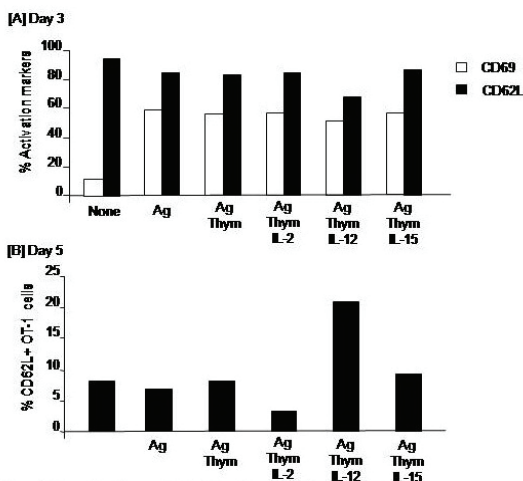 [A] Day 3
% Activation markers
100
80
60
40
20
0
None
Ag
Ag
Thym
Ag
Thym
IL-2
Ag
Thym
IL-12
Ag
Thym
IL-15
CD69
CD62L
[B] Day 5
% CD62L+ OT-1 cells
25
20
15
10
5
0
Ag
Ag
Thym
Ag
Thym
IL-2
Ag
Thym
IL-12
Ag
Thym
IL-15